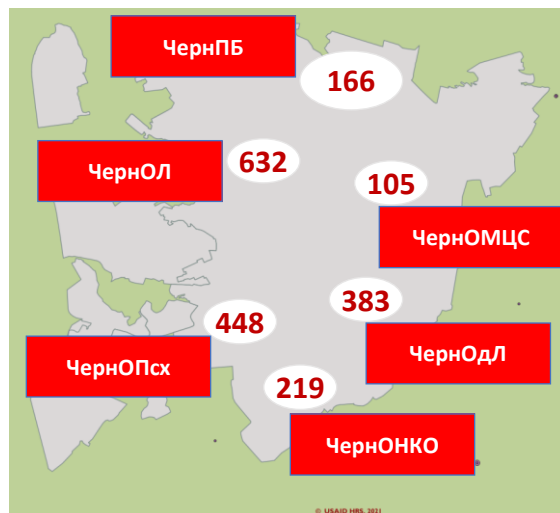 ЧернПБ
166
632
ЧернОЛ
105
ЧернОМЦС
383
448
ЧернОдЛ
ЧернОПсх
219
ЧернОНКО
© USAID HRS, 2021